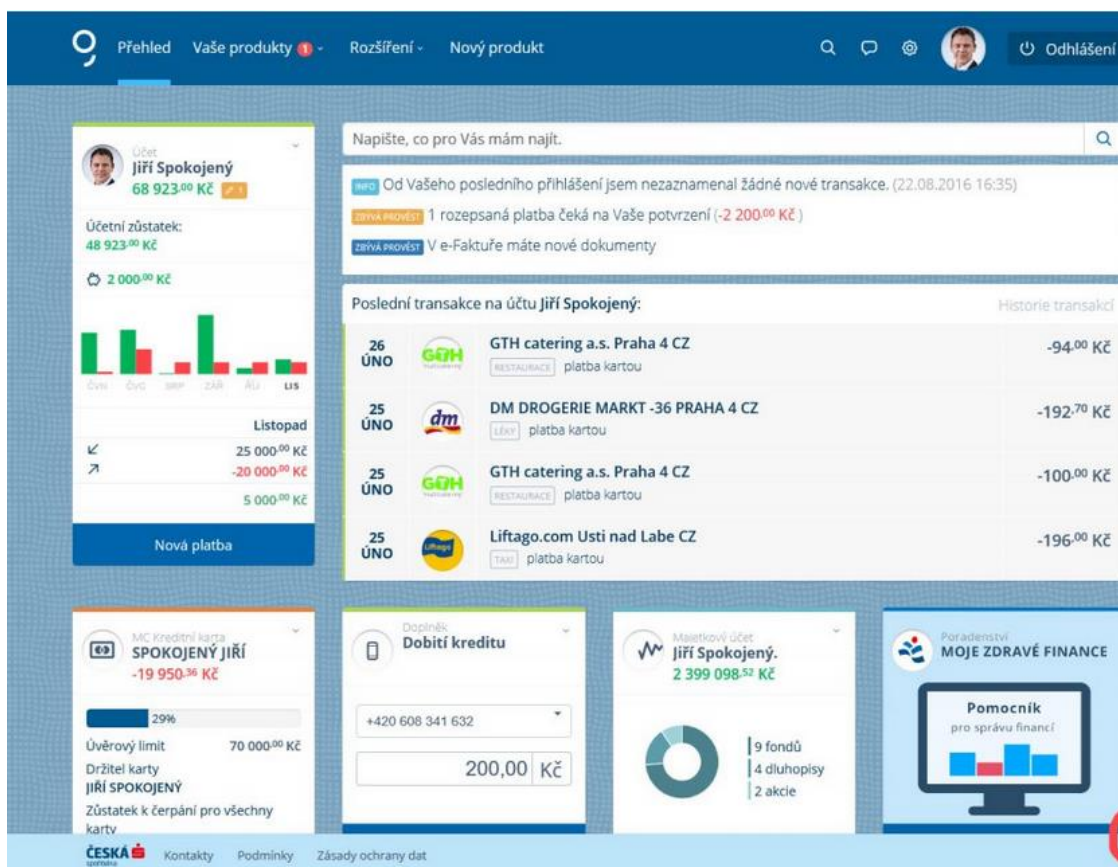 Přehled
Vaše produkty 1
Rozšíření
Nový produkt
Odhlášení
Účet
Jiří Spokojený
68 923,00 Kč 1
Účetní zůstatek:
48 923,00 Kč
2 000,00 Kč
ČVN ČVC SRP ZÁŘ ŘÍJ LIS
Listopad
25 000,00 Kč
-20 000,00 Kč
5 000,00 Kč
Nová platba
Napište, co pro Vás mám najít.
INFO Od Vašeho posledního přihlášení jsem nezaznamenal žádné nové transakce. (22.08.2016 16:35)
ZBÝVÁ PROVÉST 1 rozepsaná platba čeká na Vaše potvrzení (-2 200,00 Kč )
ZBÝVÁ PROVÉST V e-Faktuře máte nové dokumenty
Poslední transakce na účtu Jiří Spokojený:
Historie transakcí
26 ÚNO
GTH
GTH catering a.s. Praha 4 CZ
-94,00 Kč
RESTAURACE platba kartou
25 ÚNO
dm
DM DROGERIE MARKT -36 PRAHA 4 CZ
-192,70 Kč
LÉKY platba kartou
25 ÚNO
GTH
GTH catering a.s. Praha 4 CZ
-100,00 Kč
RESTAURACE platba kartou
25 ÚNO
Liftago
Liftago.com Usti nad Labe CZ
-196,00 Kč
TAXI platba kartou
MC Kreditní karta
SPOKOJENÝ JIŘÍ
-19 950,36 Kč
29%
Úvěrový limit 70 000,00 Kč
Držitel karty
JIŘÍ SPOKOJENÝ
Zůstatek k čerpání pro všechny
karty
Doplněk
Dobití kreditu
+420 608 341 632
200,00 Kč
Majetkový účet
Jiří Spokojený.
2 399 098,52 Kč
9 fondů
4 dluhopisy
2 akcie
Poradenství
MOJE ZDRAVÉ FINANCE
Pomocník
pro správu financí
ČESKÁ
spořitelna
Kontakty
Podmínky
Zásady ochrany dat